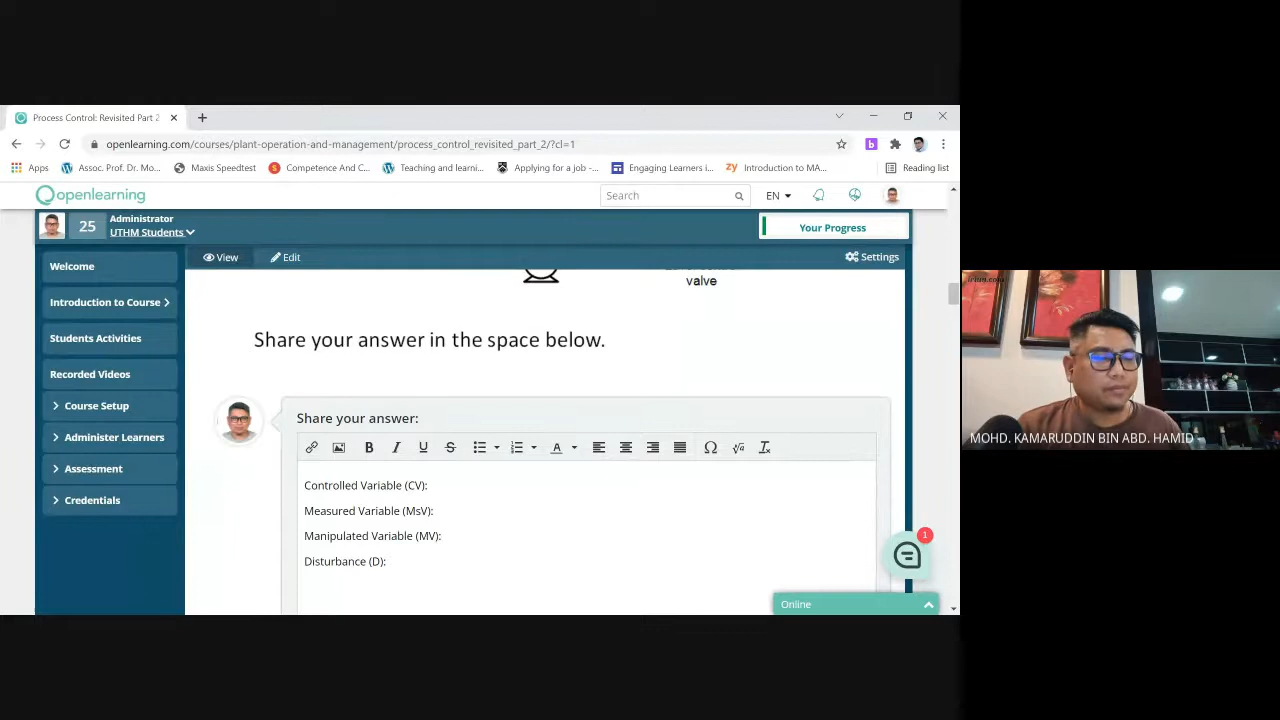 Process Control: Revisited Part 2
openlearning.com/courses/plant-operation-and-management/process_control_revisited_part_2/?cl=1
Apps Assoc. Prof. Dr. Mo... Maxis Speedtest Competence And C... Teaching and learni... Applying for a job -... Engaging Learners i... Introduction to MA... Reading list
openlearning Search EN
25 Administrator
UTHM Students
Your Progress
View Edit Settings
Welcome
Introduction to Course
Students Activities
Recorded Videos
Course Setup
Administer Learners
Assessment
Credentials
valve
Share your answer in the space below.
Share your answer:
B I U S A Ω √a Tx
Controlled Variable (CV):
Measured Variable (MsV):
Manipulated Variable (MV):
Disturbance (D):
1
Online
MOHD. KAMARUDDIN BIN ABD. HAMID -